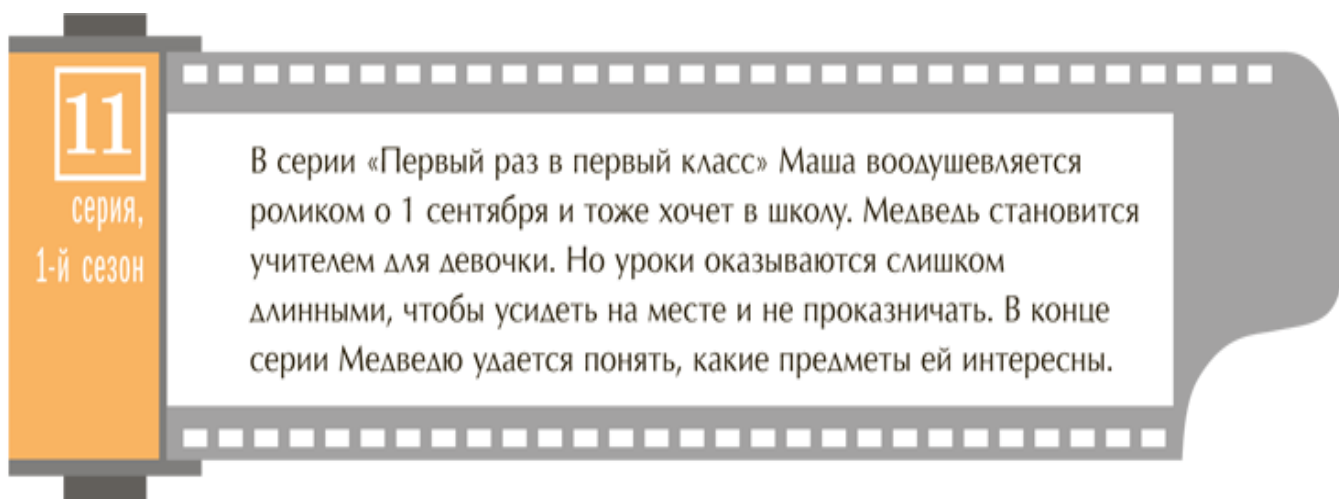 11
серия,
1-й сезон
В серии «Первый раз в первый класс» Маша воодушевляется
роликом о 1 сентября и тоже хочет в школу. Медведь становится
учителем для девочки. Но уроки оказываются слишком
длинными, чтобы усидеть на месте и не проказничать. В конце
серии Медведю удается понять, какие предметы ей интересны.